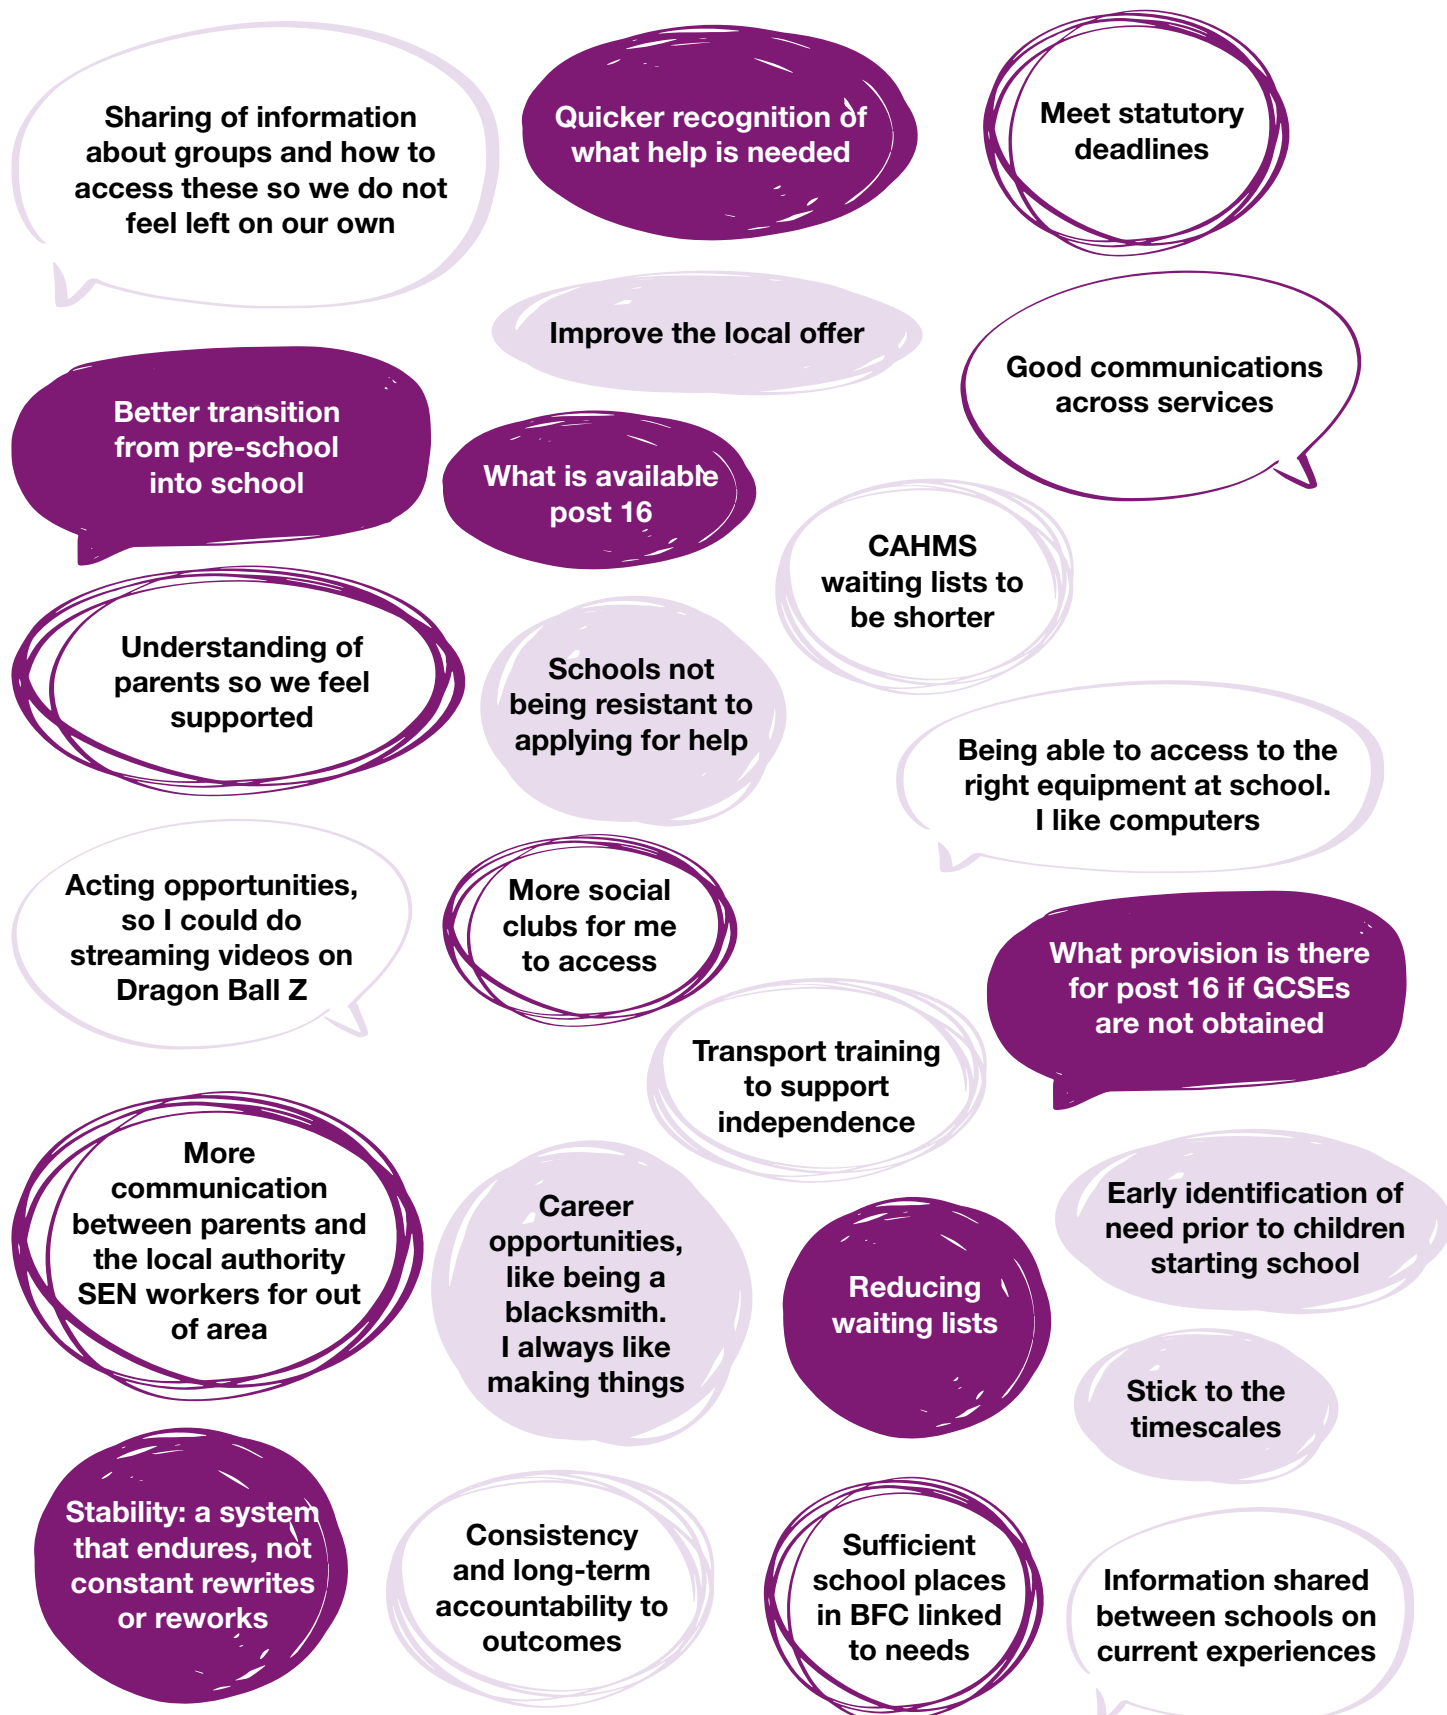 Sharing of information
about groups and how to
access these so we do not
feel left on our own
Quicker recognition of
what help is needed
Meet statutory
deadlines
Improve the local offer
Good communications
across services
Better transition
from pre-school
into school
What is available
post 16
CAHMS
waiting lists to
be shorter
Understanding of
parents so we feel
supported
Schools not
being resistant to
applying for help
Being able to access to the
right equipment at school.
I like computers
Acting opportunities,
so I could do
streaming videos on
Dragon Ball Z
More social
clubs for me
to access
What provision is there
for post 16 if GCSEs
are not obtained
Transport training
to support
independence
More
communication
between parents and
the local authority
SEN workers for out
of area
Career
opportunities,
like being a
blacksmith.
I always like
making things
Reducing
waiting lists
Early identification of
need prior to children
starting school
Stick to the
timescales
Stability: a system
that endures, not
constant rewrites
or reworks
Consistency
and long-term
accountability to
outcomes
Sufficient
school places
in BFC linked
to needs
Information shared
between schools on
current experiences